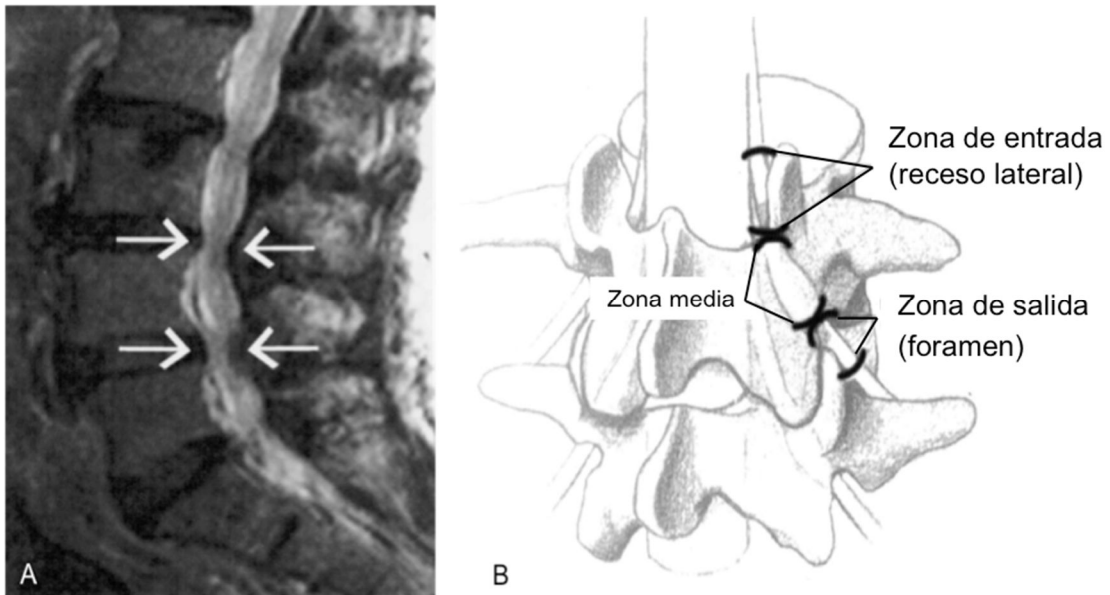 Zona de entrada
(receso lateral)
Zona media
Zona de salida
(foramen)
A
B